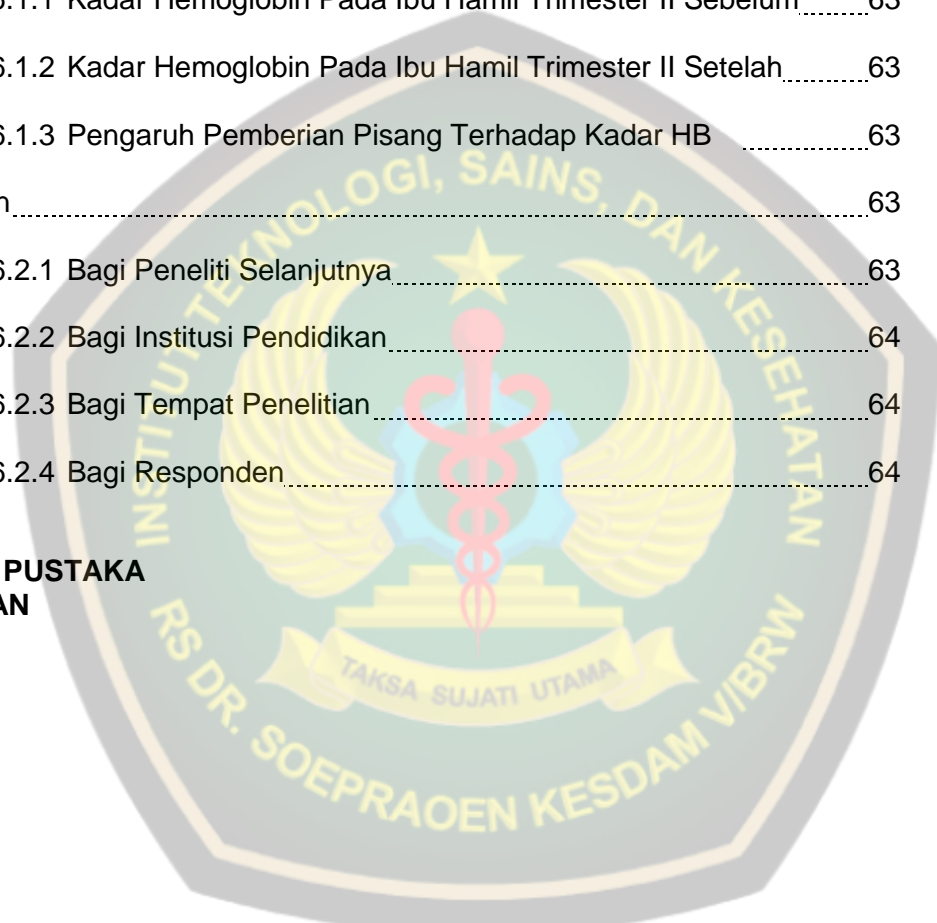 6.1.1 Kadar Hemoglobin Pada Ibu Hamil Trimester II Sebelum 63
6.1.2 Kadar Hemoglobin Pada Ibu Hamil Trimester II Setelah 63
6.1.3 Pengaruh Pemberian Pisang Terhadap Kadar HB 63
63
6.2.1 Bagi Peneliti Selanjutnya 63
6.2.2 Bagi Institusi Pendidikan 64
6.2.3 Bagi Tempat Penelitian 64
6.2.4 Bagi Responden 64
PUSTAKA
INSTITUT TEKNOLOGI, SAINS, DAN KESEHATAN
RS DR. SOEPRAOEN KESDAM V/BRW
TAKSA SUJATI UTAMA